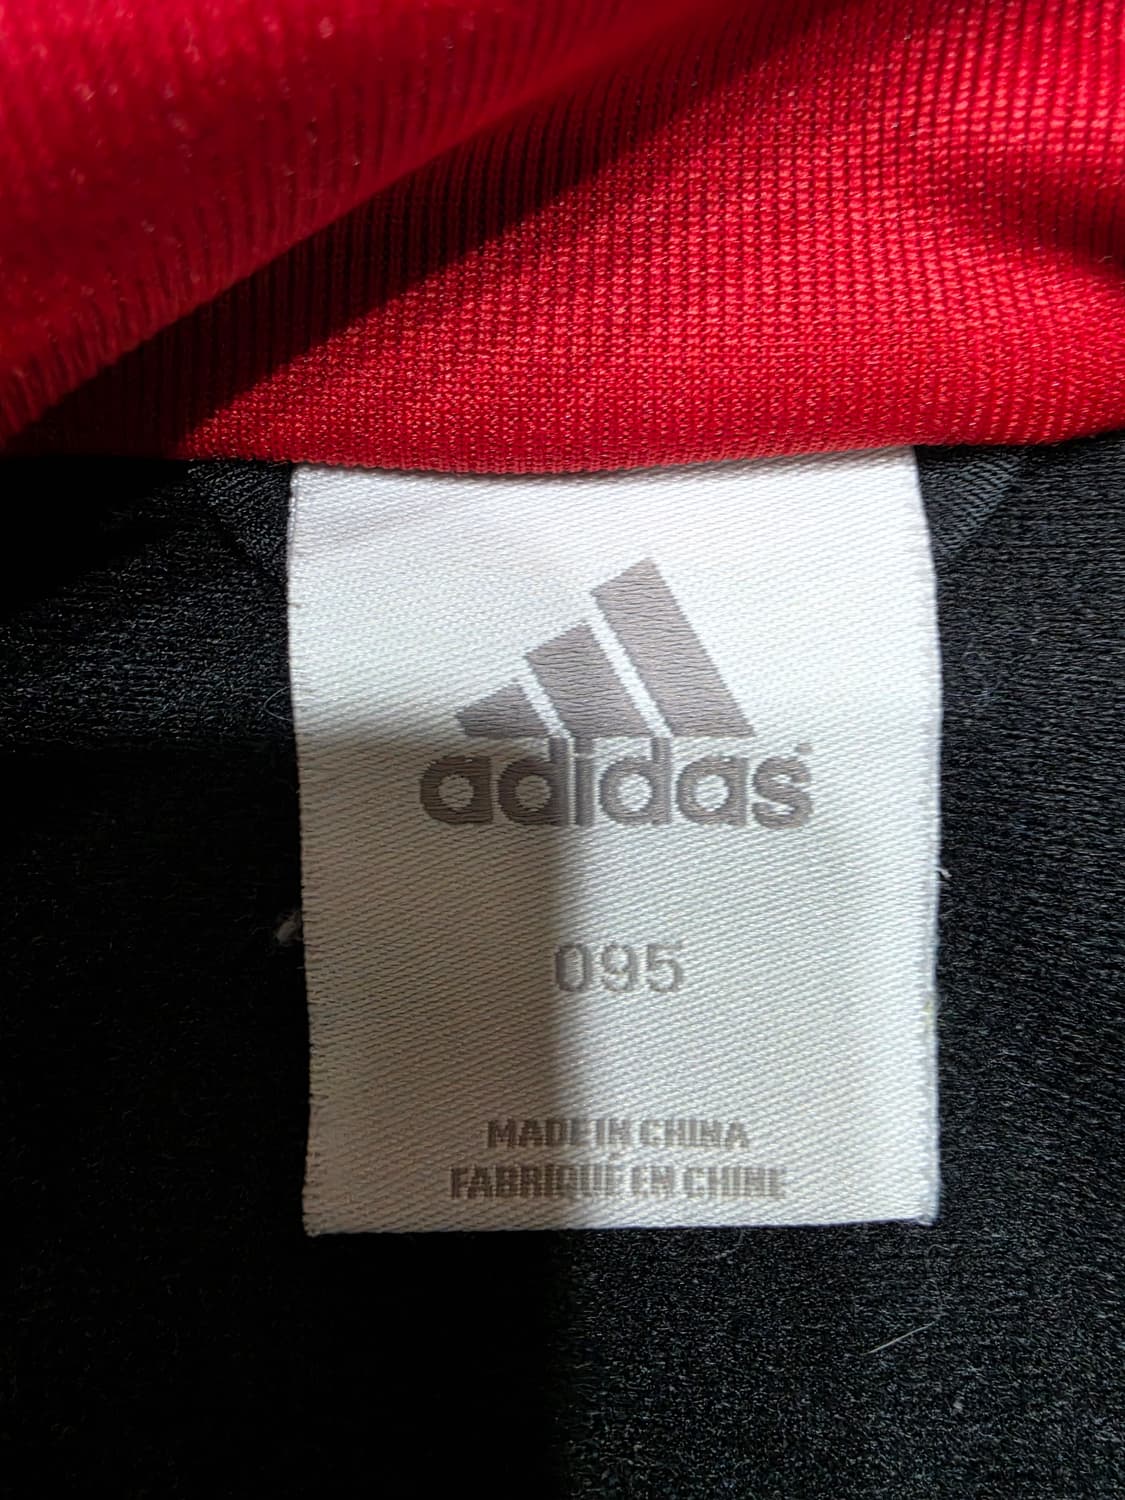 adidas®
095
MADE IN CHINA
FABRIQUÉ EN CHINE